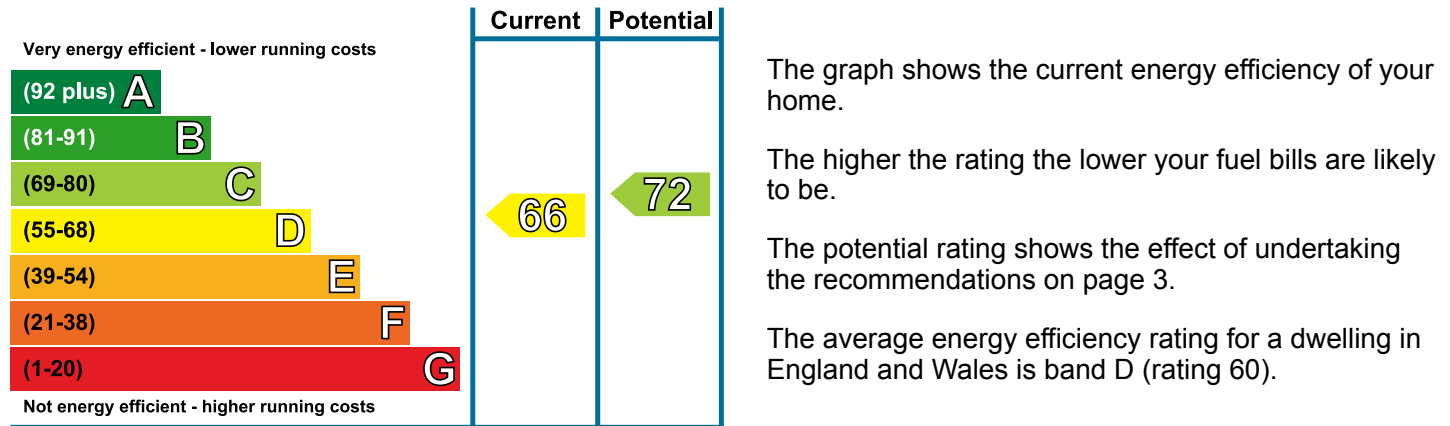 Current Potential
Very energy efficient - lower running costs
(92 plus) A
(81-91) B
(69-80) C
(55-68) D
(39-54) E
(21-38) F
(1-20) G
Not energy efficient - higher running costs
66
72
The graph shows the current energy efficiency of your
home.
The higher the rating the lower your fuel bills are likely
to be.
The potential rating shows the effect of undertaking
the recommendations on page 3.
The average energy efficiency rating for a dwelling in
England and Wales is band D (rating 60).